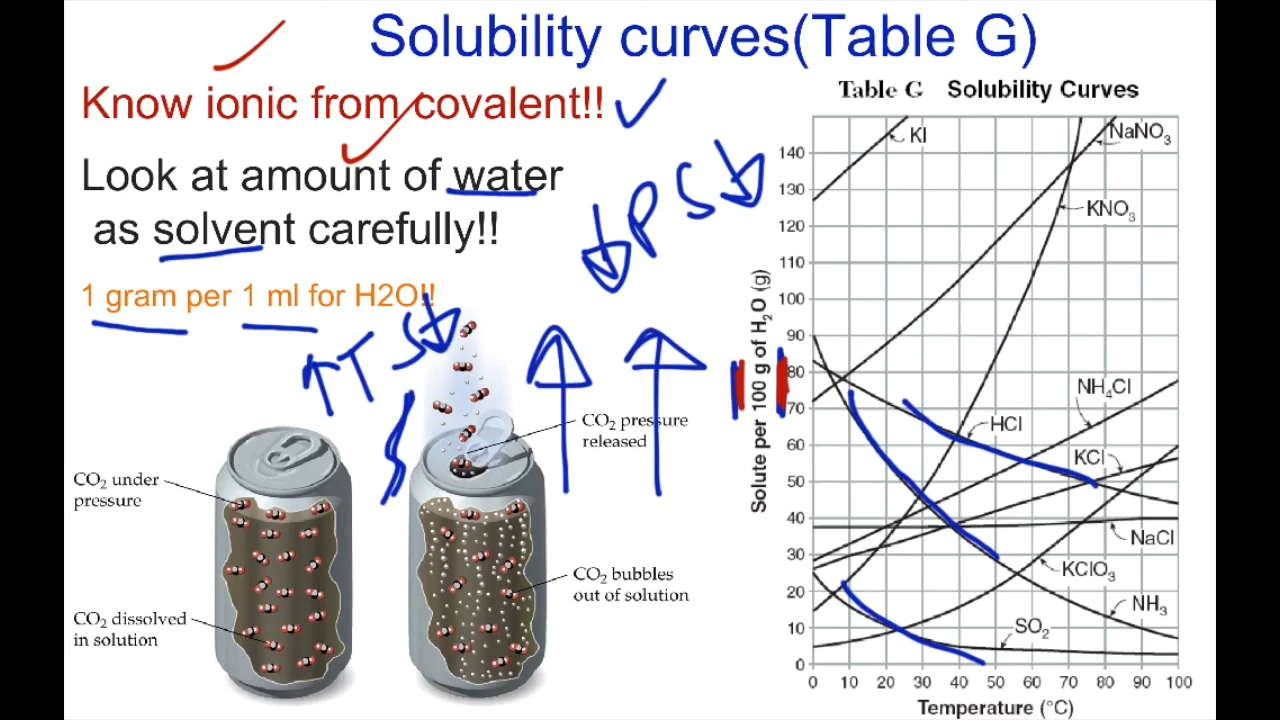 Solubility curves(Table G)
Know ionic from covalent!!
Look at amount of water
as solvent carefully!!
1 gram per 1 ml for H2O!!
↓P S↓
↑T S↓
CO₂ under
pressure
CO₂ dissolved
in solution
CO₂ pressure
released
CO₂ bubbles
out of solution
Table G Solubility Curves
Solute per 100 g of H₂O (g)
140
130
120
110
100
90
80
70
60
50
40
30
20
10
0
KI
NaNO₃
KNO₃
NH₄Cl
HCl
KCl
NaCl
KClO₃
NH₃
SO₂
0 10 20 30 40 50 60 70 80 90 100
Temperature (°C)